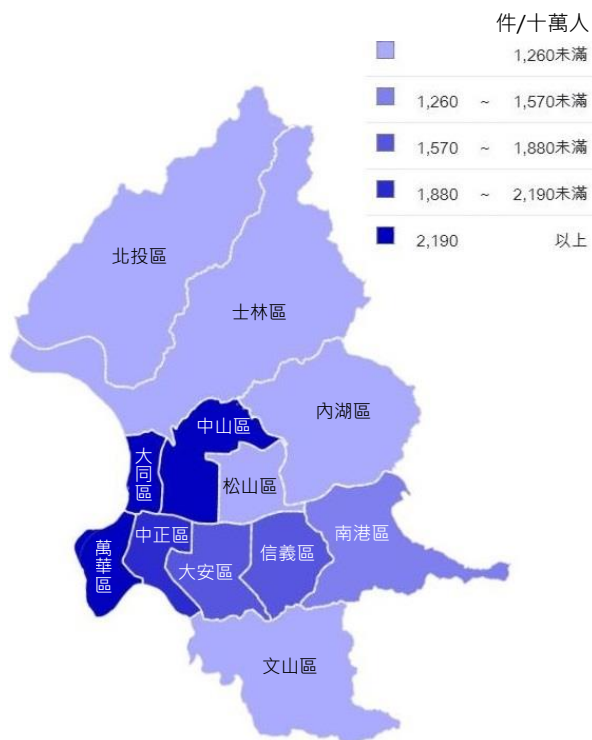 件/十萬人
1,260未滿
1,260 ~ 1,570未滿
1,570 ~ 1,880未滿
1,880 ~ 2,190未滿
2,190 以上
北投區
士林區
內湖區
中山區
大同區
松山區
南港區
中正區
信義區
萬華區
大安區
文山區